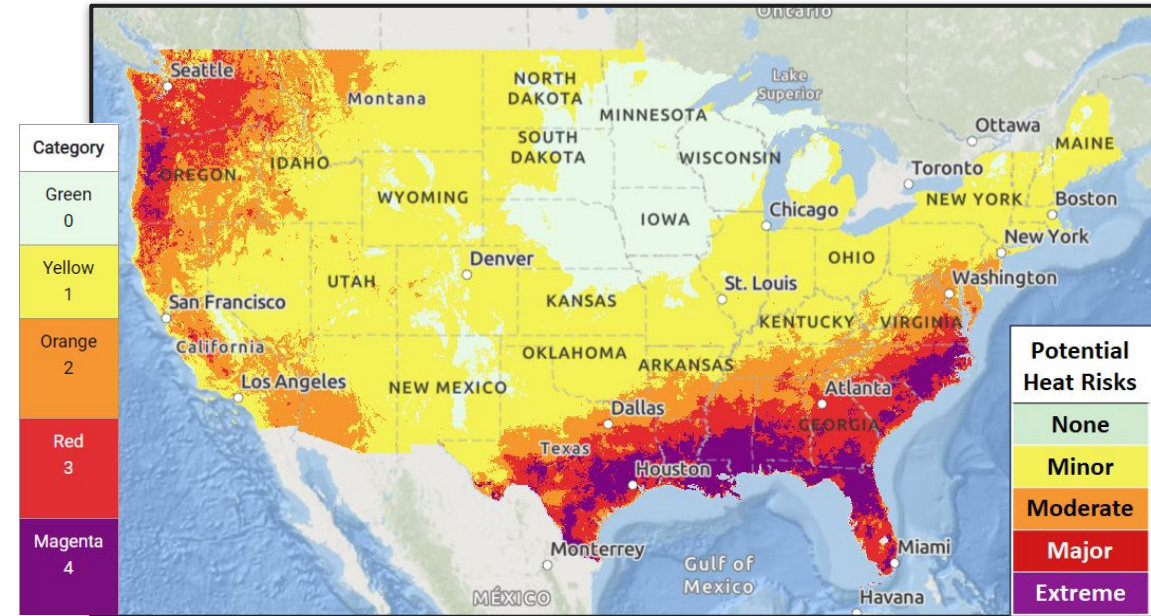 Category
Green
0
Yellow
1
Orange
2
Red
3
Magenta
4
Ontario
Seattle
Montana
NORTH
DAKOTA
MINNESOTA
Lake
Superior
Ottawa
SOUTH
DAKOTA
WISCONSIN
MAINE
OREGON
IDAHO
Toronto
WYOMING
NEW YORK
Boston
IOWA
Chicago
New York
Denver
OHIO
UTAH
Washington
San Francisco
KANSAS
St. Louis
KENTUCKY
VIRGINIA
California
OKLAHOMA
ARKANSAS
Los Angeles
NEW MEXICO
Atlanta
Dallas
GEORGIA
Texas
Houston
Monterrey
Miami
Gulf of
Mexico
MÉXICO
Havana
Potential
Heat Risks
None
Minor
Moderate
Major
Extreme